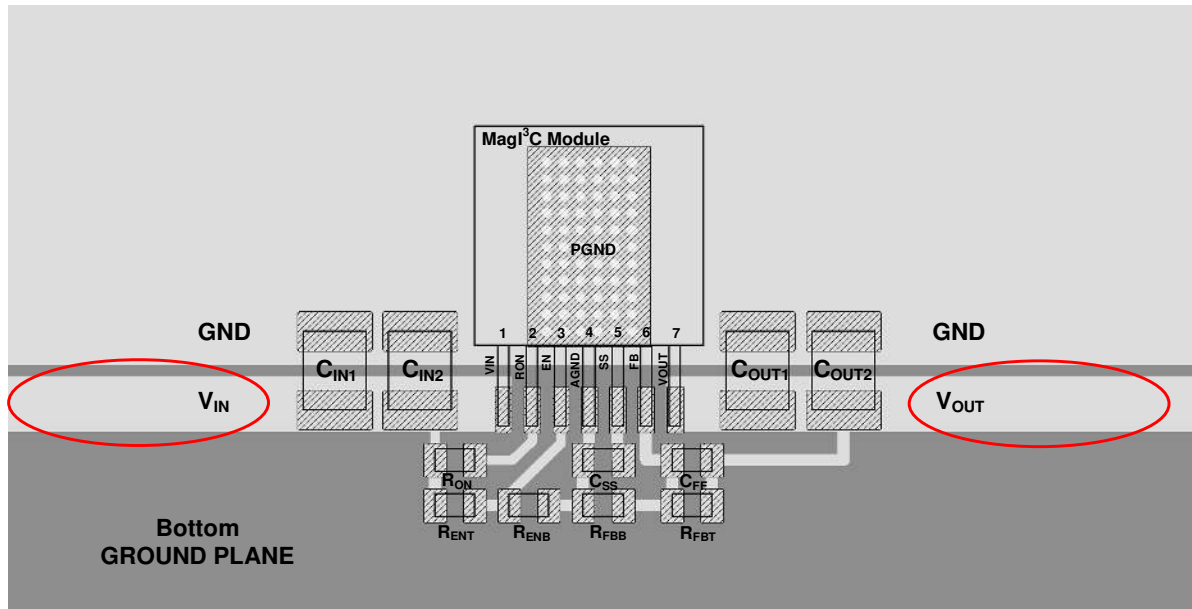 MagI³C Module
PGND
1 2 3 4 5 6 7
VIN RON EN AGND SS FB VOUT
GND
GND
CIN1 CIN2 COUT1 COUT2
VIN
VOUT
RON CSS CFF
RENT RENB RFBB RFBT
Bottom
GROUND PLANE